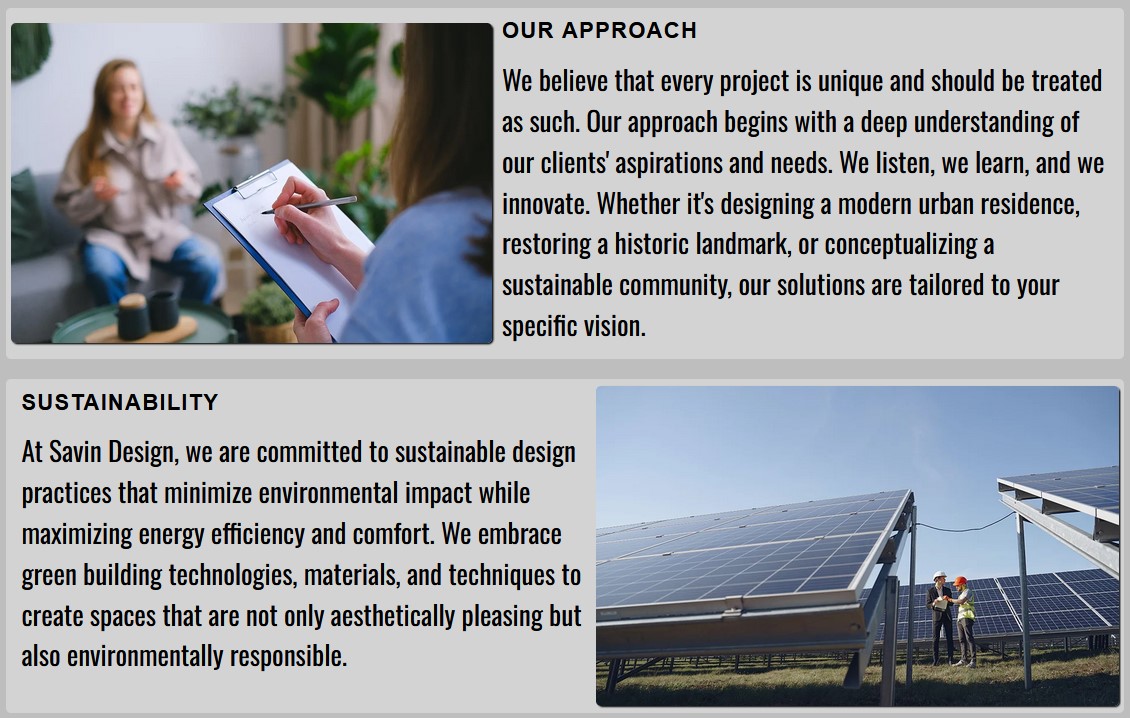 OUR APPROACH
We believe that every project is unique and should be treated
as such. Our approach begins with a deep understanding of
our clients' aspirations and needs. We listen, we learn, and we
innovate. Whether it's designing a modern urban residence,
restoring a historic landmark, or conceptualizing a
sustainable community, our solutions are tailored to your
specific vision.
SUSTAINABILITY
At Savin Design, we are committed to sustainable design
practices that minimize environmental impact while
maximizing energy efficiency and comfort. We embrace
green building technologies, materials, and techniques to
create spaces that are not only aesthetically pleasing but
also environmentally responsible.